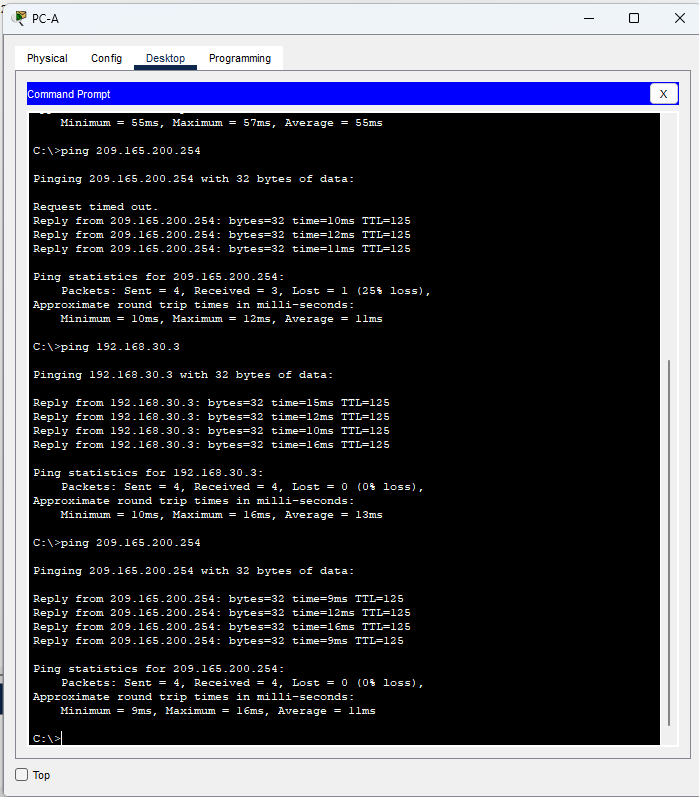 PC-A
Physical Config Desktop Programming
Command Prompt
X
Minimum = 55ms, Maximum = 57ms, Average = 55ms
C:\>ping 209.165.200.254
Pinging 209.165.200.254 with 32 bytes of data:
Request timed out.
Reply from 209.165.200.254: bytes=32 time=10ms TTL=125
Reply from 209.165.200.254: bytes=32 time=12ms TTL=125
Reply from 209.165.200.254: bytes=32 time=11ms TTL=125
Ping statistics for 209.165.200.254:
Packets: Sent = 4, Received = 3, Lost = 1 (25% loss),
Approximate round trip times in milli-seconds:
Minimum = 10ms, Maximum = 12ms, Average = 11ms
C:\>ping 192.168.30.3
Pinging 192.168.30.3 with 32 bytes of data:
Reply from 192.168.30.3: bytes=32 time=15ms TTL=125
Reply from 192.168.30.3: bytes=32 time=12ms TTL=125
Reply from 192.168.30.3: bytes=32 time=10ms TTL=125
Reply from 192.168.30.3: bytes=32 time=16ms TTL=125
Ping statistics for 192.168.30.3:
Packets: Sent = 4, Received = 4, Lost = 0 (0% loss),
Approximate round trip times in milli-seconds:
Minimum = 10ms, Maximum = 16ms, Average = 13ms
C:\>ping 209.165.200.254
Pinging 209.165.200.254 with 32 bytes of data:
Reply from 209.165.200.254: bytes=32 time=9ms TTL=125
Reply from 209.165.200.254: bytes=32 time=12ms TTL=125
Reply from 209.165.200.254: bytes=32 time=16ms TTL=125
Reply from 209.165.200.254: bytes=32 time=9ms TTL=125
Ping statistics for 209.165.200.254:
Packets: Sent = 4, Received = 4, Lost = 0 (0% loss),
Approximate round trip times in milli-seconds:
Minimum = 9ms, Maximum = 16ms, Average = 11ms
C:\>
Top